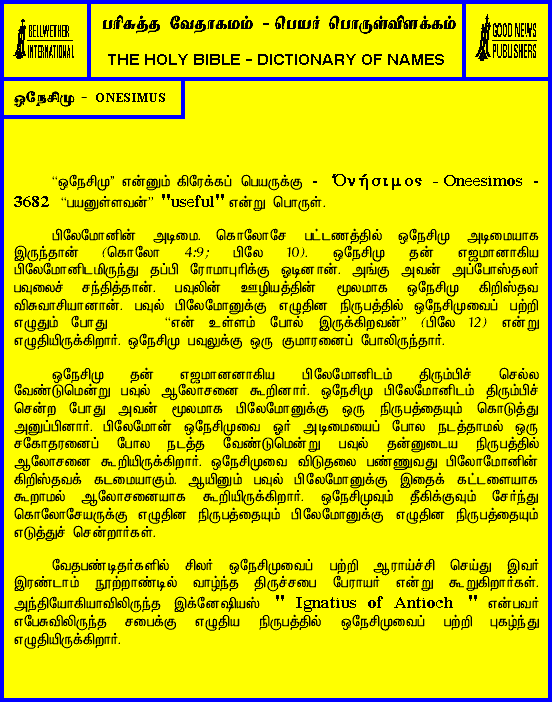 BELLWETHER
INTERNATIONAL
பரிசுத்த வேதாகமம் - பெயர் பொருள்விளக்கம்
THE HOLY BIBLE - DICTIONARY OF NAMES
GOOD NEWS
PUBLISHERS
ஒநேசிமு - ONESIMUS
“ஒநேசிமு” என்னும் கிரேக்கப் பெயருக்கு - Ὀνήσιμος - Oneesimos -
3682 “பயனுள்ளவன்” "useful" என்று பொருள்.
பிலேமோனின் அடிமை. கொலோசே பட்டணத்தில் ஒநேசிமு அடிமையாக
இருந்தான் (கொலோ 4:9; பிலே 10). ஒநேசிமு தன் எஜமானனாகிய
பிலேமோனிடமிருந்து தப்பி ரோமாபுரிக்கு ஓடினான். அங்கு அவன் அப்போஸ்தலர்
பவுலைச் சந்தித்தான். பவுலின் ஊழியத்தின் மூலமாக ஒநேசிமு கிறிஸ்தவ
விசுவாசியானான். பவுல் பிலேமோனுக்கு எழுதின நிருபத்தில் ஒநேசிமுவைப் பற்றி
எழுதும் போது “என் உள்ளம் போல் இருக்கிறவன்” (பிலே 12) என்று
எழுதியிருக்கிறார். ஒநேசிமு பவுலுக்கு ஒரு குமாரனைப் போலிருந்தார்.
ஒநேசிமு தன் எஜமானனாகிய பிலேமோனிடம் திரும்பிச் செல்ல
வேண்டுமென்று பவுல் ஆலோசனை கூறினார். ஒநேசிமு பிலேமோனிடம் திரும்பிச்
சென்ற போது அவன் மூலமாக பிலேமோனுக்கு ஒரு நிருபத்தையும் கொடுத்து
அனுப்பினார். பிலேமோன் ஒநேசிமுவை ஓர் அடிமையைப் போல நடத்தாமல் ஒரு
சகோதரனைப் போல நடத்த வேண்டுமென்று பவுல் தன்னுடைய நிருபத்தில்
ஆலோசனை கூறியிருக்கிறார். ஒநேசிமுவை விடுதலை பண்ணுவது பிலோமோனின்
கிறிஸ்தவக் கடமையாகும். ஆயினும் பவுல் பிலேமோனுக்கு இதைக் கட்டளையாக
கூறாமல் ஆலோசனையாக கூறியிருக்கிறார். ஒநேசிமுவும் தீகிக்குவும் சேர்ந்து
கொலோசேயருக்கு எழுதின நிருபத்தையும் பிலேமோனுக்கு எழுதின நிருபத்தையும்
எடுத்துச் சென்றார்கள்.
வேதபண்டிதர்களில் சிலர் ஒநேசிமுவைப் பற்றி ஆராய்ச்சி செய்து இவர்
இரண்டாம் நூற்றாண்டில் வாழ்ந்த திருச்சபை பேராயர் என்று கூறுகிறார்கள்.
அந்தியோகியாவிலிருந்த இக்னேஷியஸ் " Ignatius of Antioch " என்பவர்
எபேசுவிலிருந்த சபைக்கு எழுதிய நிருபத்தில் ஒநேசிமுவைப் பற்றி புகழ்ந்து
எழுதியிருக்கிறார்.